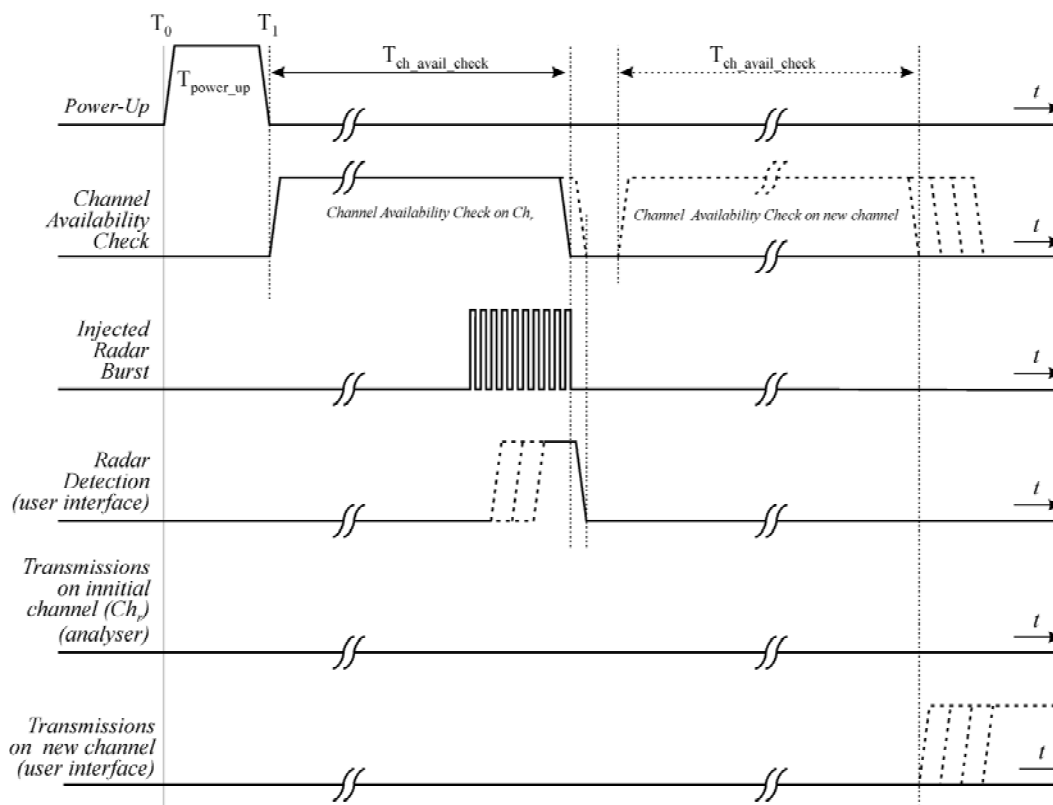 T0 T1
Tch_avail_check Tch_avail_check
Tpower_up
Power-Up
t
Channel
Availability
Check
Channel Availability Check on Chr
Channel Availability Check on new channel
t
Injected
Radar
Burst
t
Radar
Detection
(user interface)
t
Transmissions
on innitial
channel (Chr)
(analyser)
t
Transmissions
on new channel
(user interface)
t